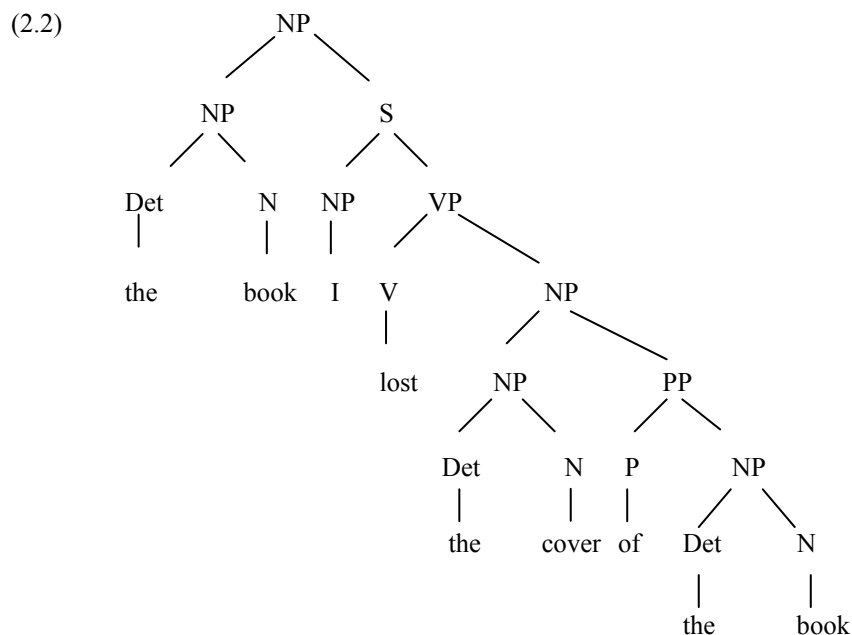 (2.2) NP
NP S
Det N NP VP
the book I V NP
lost NP PP
Det N P NP
the cover of Det N
the book